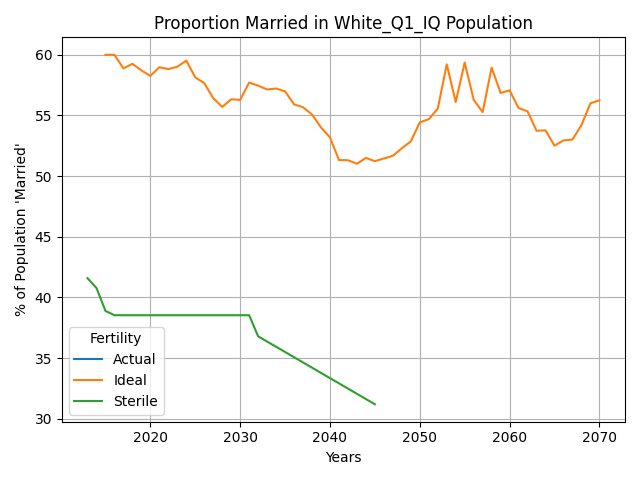 Proportion Married in White_Q1_IQ Population
% of Population 'Married'
60
55
50
45
40
35
30
Fertility
Actual
Ideal
Sterile
2020 2030 2040 2050 2060 2070
Years